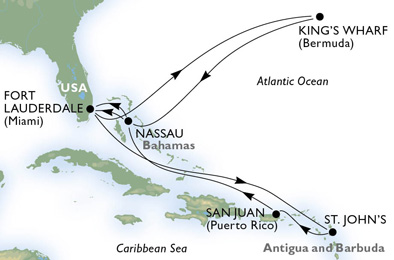 KING'S WHARF
(Bermuda)
Atlantic Ocean
USA
FORT
LAUDERDALE
(Miami)
NASSAU
Bahamas
SAN JUAN
(Puerto Rico)
ST. JOHN'S
Antigua and Barbuda
Caribbean Sea